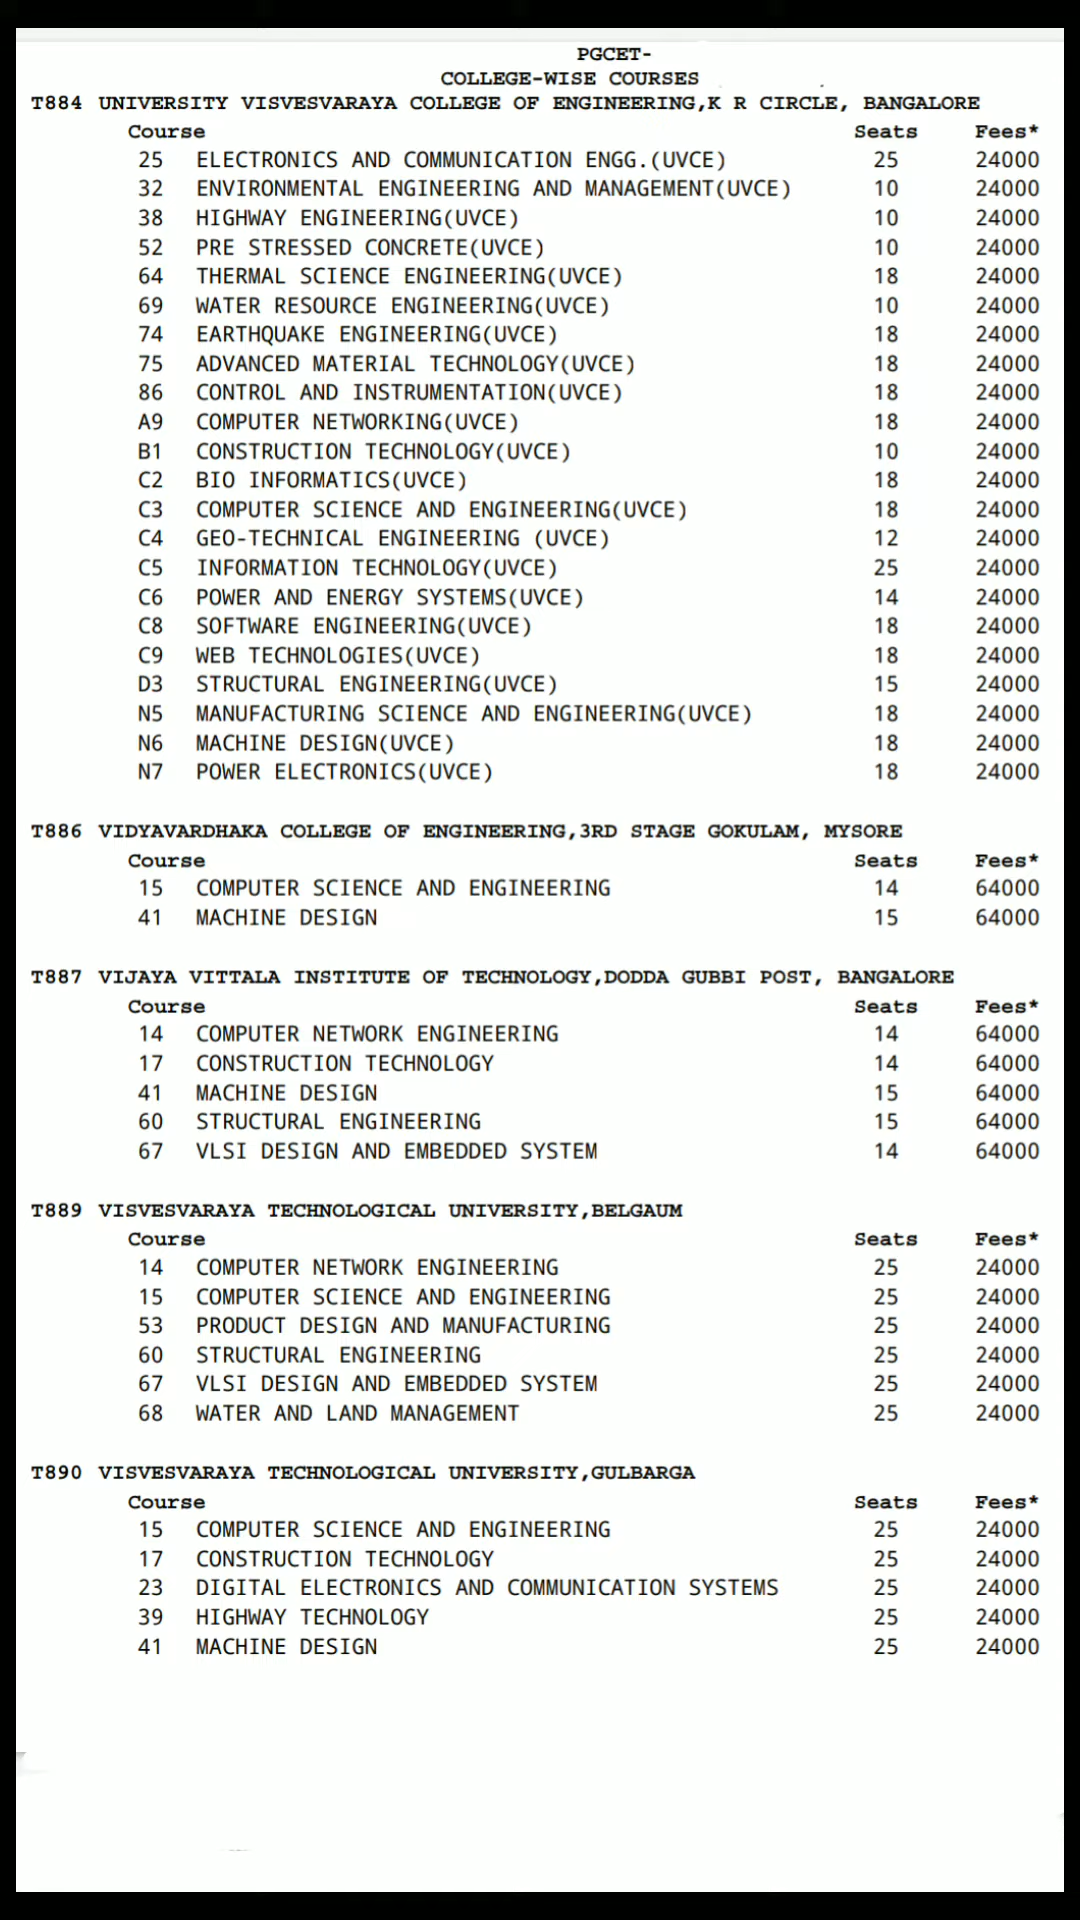 PGCET-
COLLEGE-WISE COURSES
T884 UNIVERSITY VISVESVARAYA COLLEGE OF ENGINEERING,K R CIRCLE, BANGALORE
Course Seats Fees*
25 ELECTRONICS AND COMMUNICATION ENGG.(UVCE) 25 24000
32 ENVIRONMENTAL ENGINEERING AND MANAGEMENT(UVCE) 10 24000
38 HIGHWAY ENGINEERING(UVCE) 10 24000
52 PRE STRESSED CONCRETE(UVCE) 10 24000
64 THERMAL SCIENCE ENGINEERING(UVCE) 18 24000
69 WATER RESOURCE ENGINEERING(UVCE) 10 24000
74 EARTHQUAKE ENGINEERING(UVCE) 18 24000
75 ADVANCED MATERIAL TECHNOLOGY(UVCE) 18 24000
86 CONTROL AND INSTRUMENTATION(UVCE) 18 24000
A9 COMPUTER NETWORKING(UVCE) 18 24000
B1 CONSTRUCTION TECHNOLOGY(UVCE) 10 24000
C2 BIO INFORMATICS(UVCE) 18 24000
C3 COMPUTER SCIENCE AND ENGINEERING(UVCE) 18 24000
C4 GEO-TECHNICAL ENGINEERING (UVCE) 12 24000
C5 INFORMATION TECHNOLOGY(UVCE) 25 24000
C6 POWER AND ENERGY SYSTEMS(UVCE) 14 24000
C8 SOFTWARE ENGINEERING(UVCE) 18 24000
C9 WEB TECHNOLOGIES(UVCE) 18 24000
D3 STRUCTURAL ENGINEERING(UVCE) 15 24000
N5 MANUFACTURING SCIENCE AND ENGINEERING(UVCE) 18 24000
N6 MACHINE DESIGN(UVCE) 18 24000
N7 POWER ELECTRONICS(UVCE) 18 24000
T886 VIDYAVARDHAKA COLLEGE OF ENGINEERING,3RD STAGE GOKULAM, MYSORE
Course Seats Fees*
15 COMPUTER SCIENCE AND ENGINEERING 14 64000
41 MACHINE DESIGN 15 64000
T887 VIJAYA VITTALA INSTITUTE OF TECHNOLOGY,DODDA GUBBI POST, BANGALORE
Course Seats Fees*
14 COMPUTER NETWORK ENGINEERING 14 64000
17 CONSTRUCTION TECHNOLOGY 14 64000
41 MACHINE DESIGN 15 64000
60 STRUCTURAL ENGINEERING 15 64000
67 VLSI DESIGN AND EMBEDDED SYSTEM 14 64000
T889 VISVESVARAYA TECHNOLOGICAL UNIVERSITY,BELGAUM
Course Seats Fees*
14 COMPUTER NETWORK ENGINEERING 25 24000
15 COMPUTER SCIENCE AND ENGINEERING 25 24000
53 PRODUCT DESIGN AND MANUFACTURING 25 24000
60 STRUCTURAL ENGINEERING 25 24000
67 VLSI DESIGN AND EMBEDDED SYSTEM 25 24000
68 WATER AND LAND MANAGEMENT 25 24000
T890 VISVESVARAYA TECHNOLOGICAL UNIVERSITY,GULBARGA
Course Seats Fees*
15 COMPUTER SCIENCE AND ENGINEERING 25 24000
17 CONSTRUCTION TECHNOLOGY 25 24000
23 DIGITAL ELECTRONICS AND COMMUNICATION SYSTEMS 25 24000
39 HIGHWAY TECHNOLOGY 25 24000
41 MACHINE DESIGN 25 24000